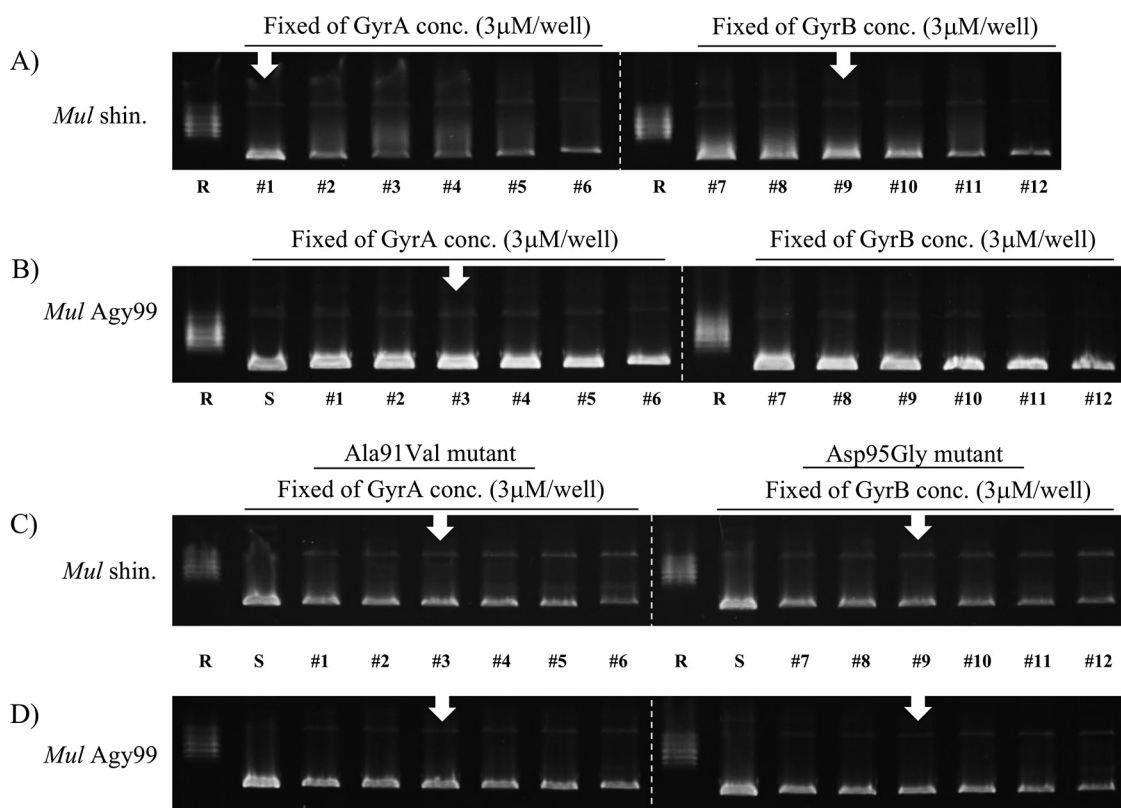 A)
Fixed of GyrA conc. (3μM/well) Fixed of GyrB conc. (3μM/well)
Mul shin.
R #1 #2 #3 #4 #5 #6 R #7 #8 #9 #10 #11 #12
B)
Fixed of GyrA conc. (3μM/well) Fixed of GyrB conc. (3μM/well)
Mul Agy99
R S #1 #2 #3 #4 #5 #6 R #7 #8 #9 #10 #11 #12
Ala91Val mutant Asp95Gly mutant
Fixed of GyrA conc. (3μM/well) Fixed of GyrB conc. (3μM/well)
C)
Mul shin.
R S #1 #2 #3 #4 #5 #6 R S #7 #8 #9 #10 #11 #12
D)
Mul Agy99